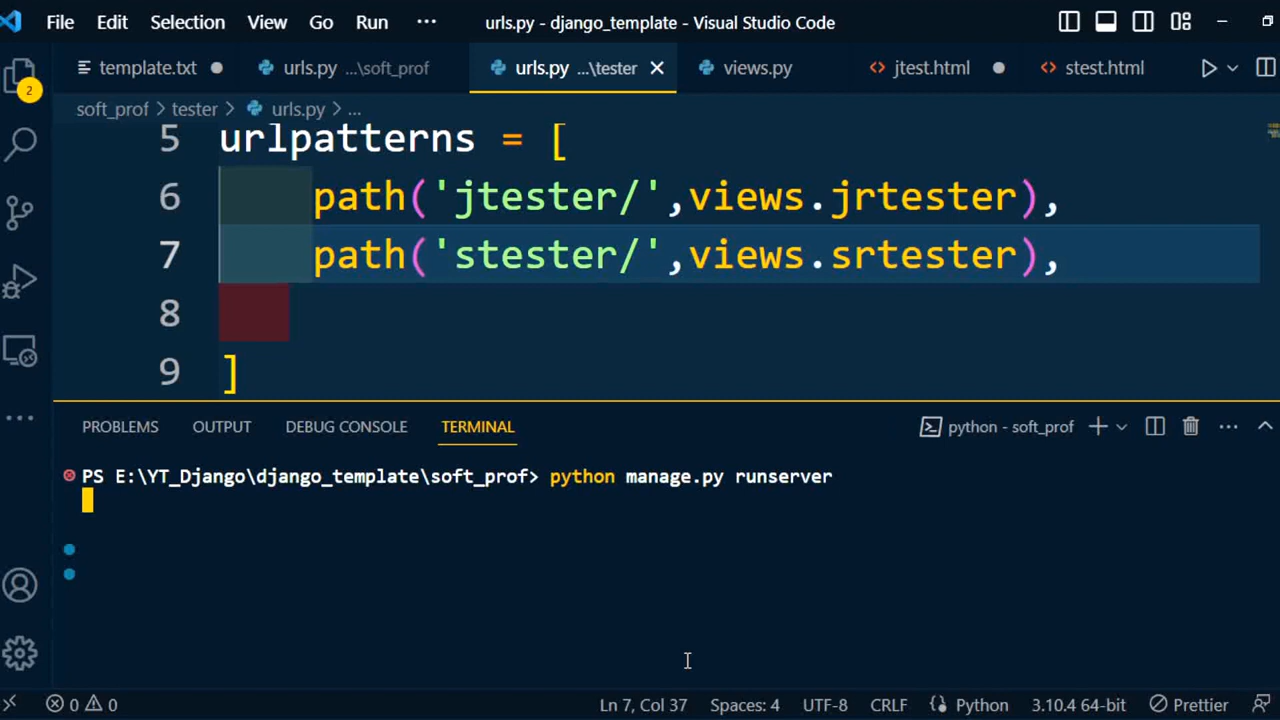 File Edit Selection View Go Run ··· urls.py - django_template - Visual Studio Code
template.txt urls.py ...\soft_prof urls.py ...\tester views.py jtest.html stest.html
2
soft_prof > tester > urls.py > ...
5 urlpatterns = [
6 path('jtester/',views.jrtester),
7 path('stester/',views.srtester),
8
9 ]
PROBLEMS OUTPUT DEBUG CONSOLE TERMINAL python - soft_prof
PS E:\YT_Django\django_template\soft_prof> python manage.py runserver
0 0 Ln 7, Col 37 Spaces: 4 UTF-8 CRLF Python 3.10.4 64-bit Prettier